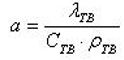 a = λ_ТВ / (C_ТВ · ρ_ТВ)